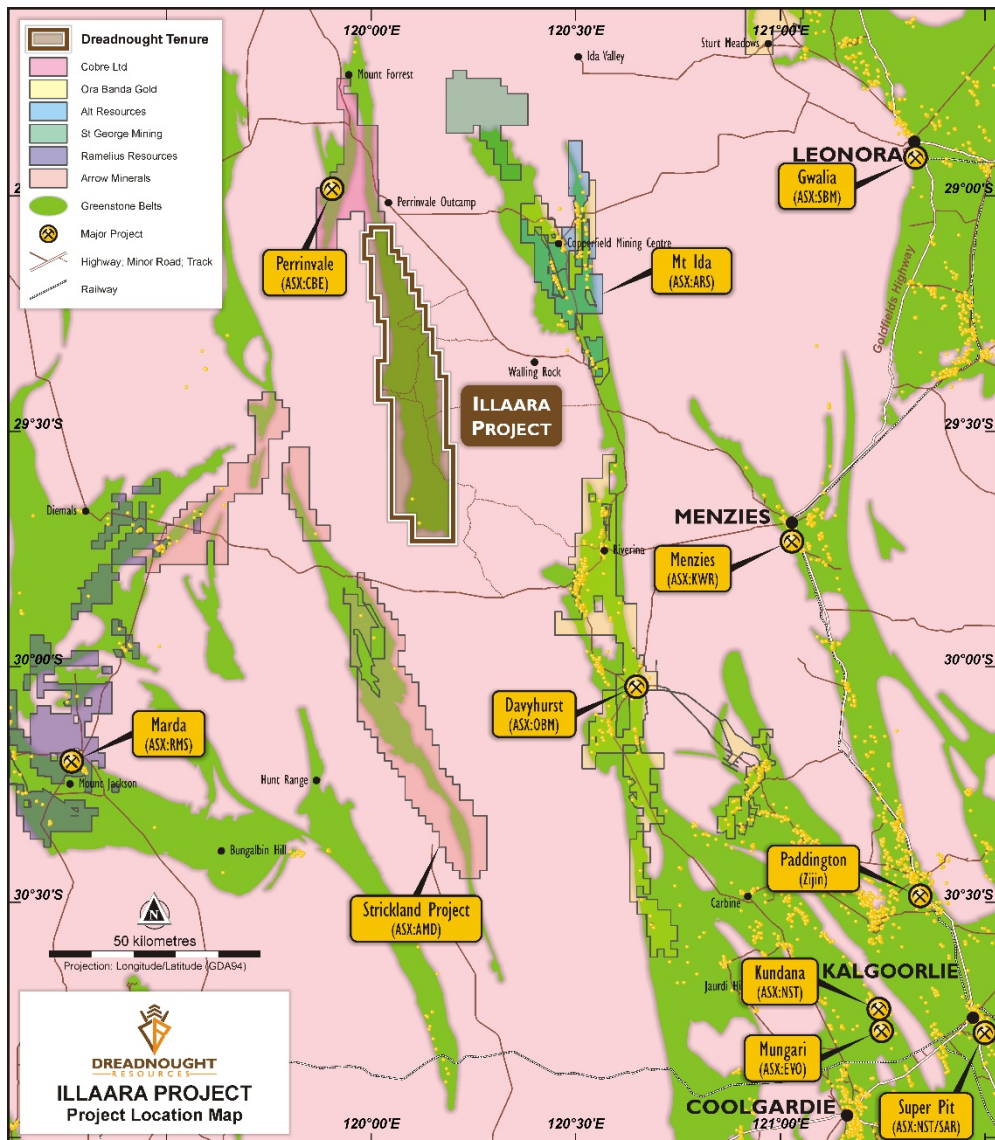 120°00'E
120°30'E
121°00'E
Dreadnought Tenure
Cobre Ltd
Ora Banda Gold
Alt Resources
St George Mining
Ramelius Resources
Arrow Minerals
Greenstone Belts
Major Project
Highway; Minor Road; Track
Railway
Sturt Meadows
Ida Valley
Mount Forrest
LEONORA
Gwalia
(ASX:SBM)
29°00'S
Perrinvale Outcamp
Copperfield Mining Centre
Perrinvale
(ASX:CBE)
Mt Ida
(ASX:ARS)
Goldfields Highway
Walling Rock
ILLAARA
PROJECT
29°30'S
29°30'S
Diemals
MENZIES
Riverina
Menzies
(ASX:KWR)
30°00'S
30°00'S
Davyhurst
(ASX:OBM)
Marda
(ASX:RMS)
Mount Jackson
Hunt Range
Bungalbin Hill
Paddington
(Zijin)
30°30'S
30°30'S
Carbine
Strickland Project
(ASX:AMD)
N
50 kilometres
Projection: Longitude/Latitude (GDA94)
Kundana
(ASX:NST)
KALGOORLIE
Jaurdi
Mungari
(ASX:EVO)
DREADNOUGHT
RESOURCES
ILLAARA PROJECT
Project Location Map
COOLGARDIE
Super Pit
(ASX:NST/SAR)
120°00'E
120°30'E
121°00'E